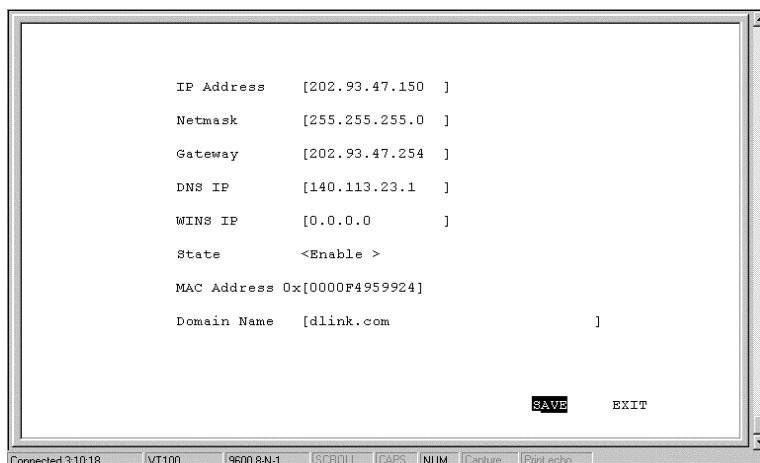 IP Address [202.93.47.150 ]
Netmask [255.255.255.0 ]
Gateway [202.93.47.254 ]
DNS IP [140.113.23.1 ]
WINS IP [0.0.0.0 ]
State <Enable >
MAC Address 0x[0000F4959924]
Domain Name [dlink.com ]
SAVE EXIT
Connected 3:10:18 VT100 9600 8-N-1 SCROLL CAPS NUM Capture Print echo